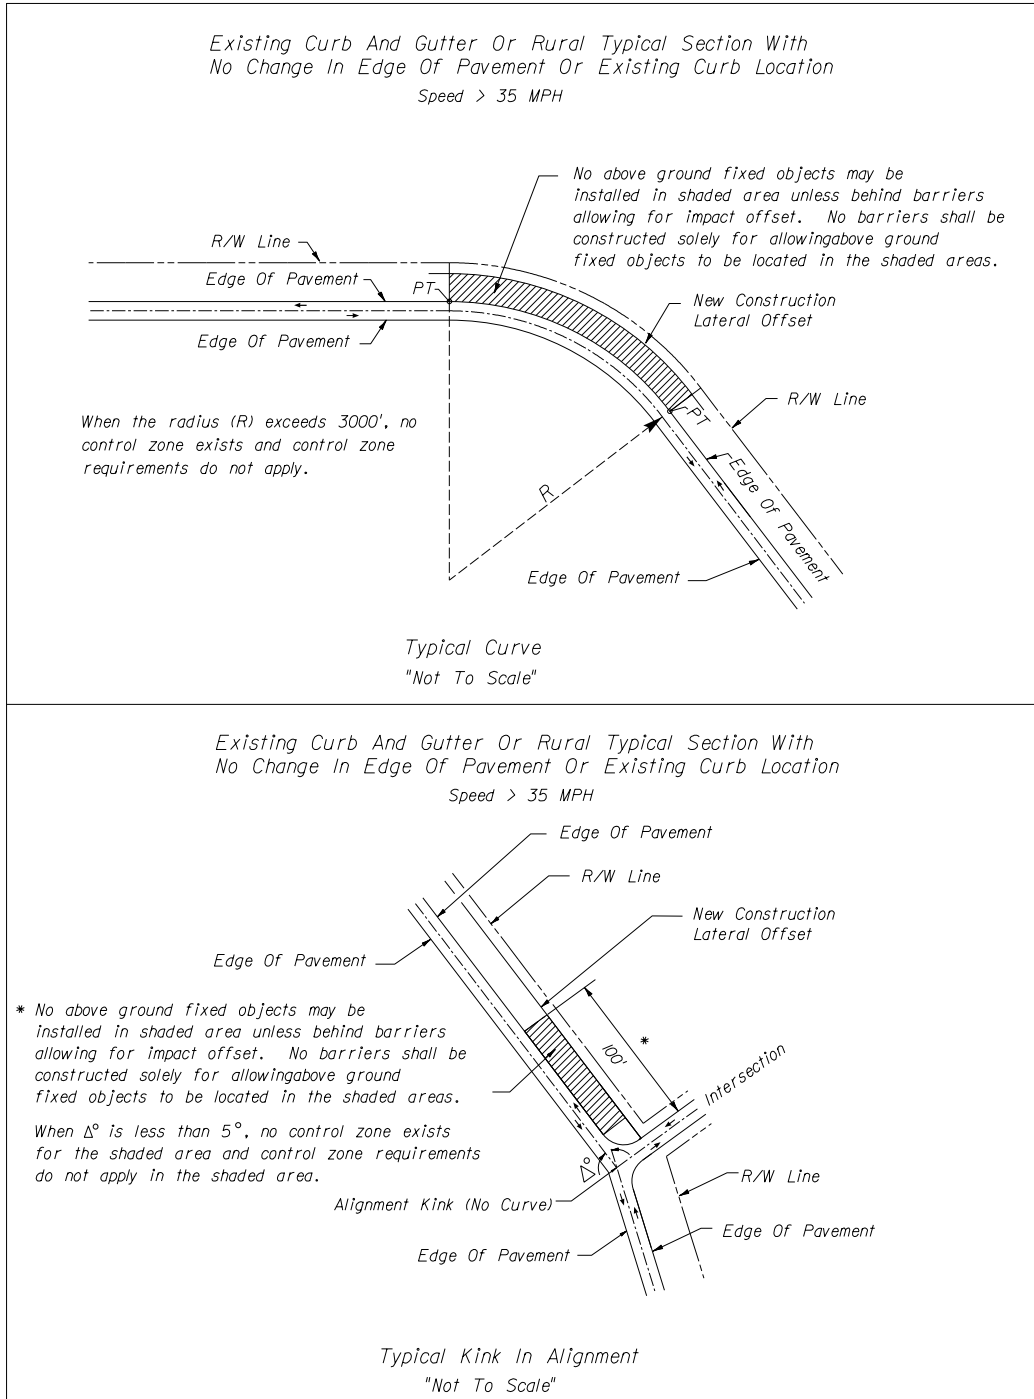 Existing Curb And Gutter Or Rural Typical Section With
No Change In Edge Of Pavement Or Existing Curb Location
Speed > 35 MPH
No above ground fixed objects may be
installed in shaded area unless behind barriers
allowing for impact offset. No barriers shall be
constructed solely for allowingabove ground
fixed objects to be located in the shaded areas.
R/W Line
Edge Of Pavement
PT
New Construction
Lateral Offset
Edge Of Pavement
R/W Line
PT
When the radius (R) exceeds 3000', no
control zone exists and control zone
requirements do not apply.
Edge Of Pavement
R
Edge Of Pavement
Typical Curve
"Not To Scale"
Existing Curb And Gutter Or Rural Typical Section With
No Change In Edge Of Pavement Or Existing Curb Location
Speed > 35 MPH
Edge Of Pavement
R/W Line
New Construction
Lateral Offset
Edge Of Pavement
* No above ground fixed objects may be
installed in shaded area unless behind barriers
allowing for impact offset. No barriers shall be
constructed solely for allowingabove ground
fixed objects to be located in the shaded areas.
100'
*
Intersection
When Δ° is less than 5°, no control zone exists
for the shaded area and control zone requirements
do not apply in the shaded area.
Δ°
R/W Line
Alignment Kink (No Curve)
Edge Of Pavement
Edge Of Pavement
Typical Kink In Alignment
"Not To Scale"